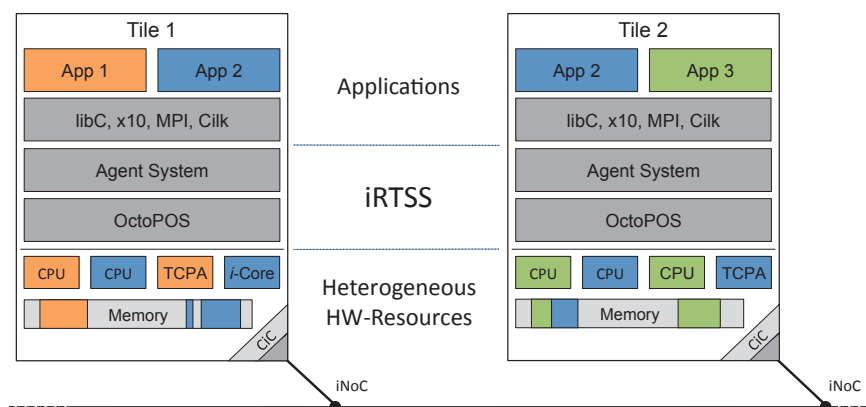 Tile 1
App 1
App 2
libC, x10, MPI, Cilk
Agent System
OctoPOS
CPU
CPU
TCPA
i-Core
Memory
CiC
iNoC
Applications
iRTSS
Heterogeneous
HW-Resources
Tile 2
App 2
App 3
libC, x10, MPI, Cilk
Agent System
OctoPOS
CPU
CPU
CPU
TCPA
Memory
CiC
iNoC